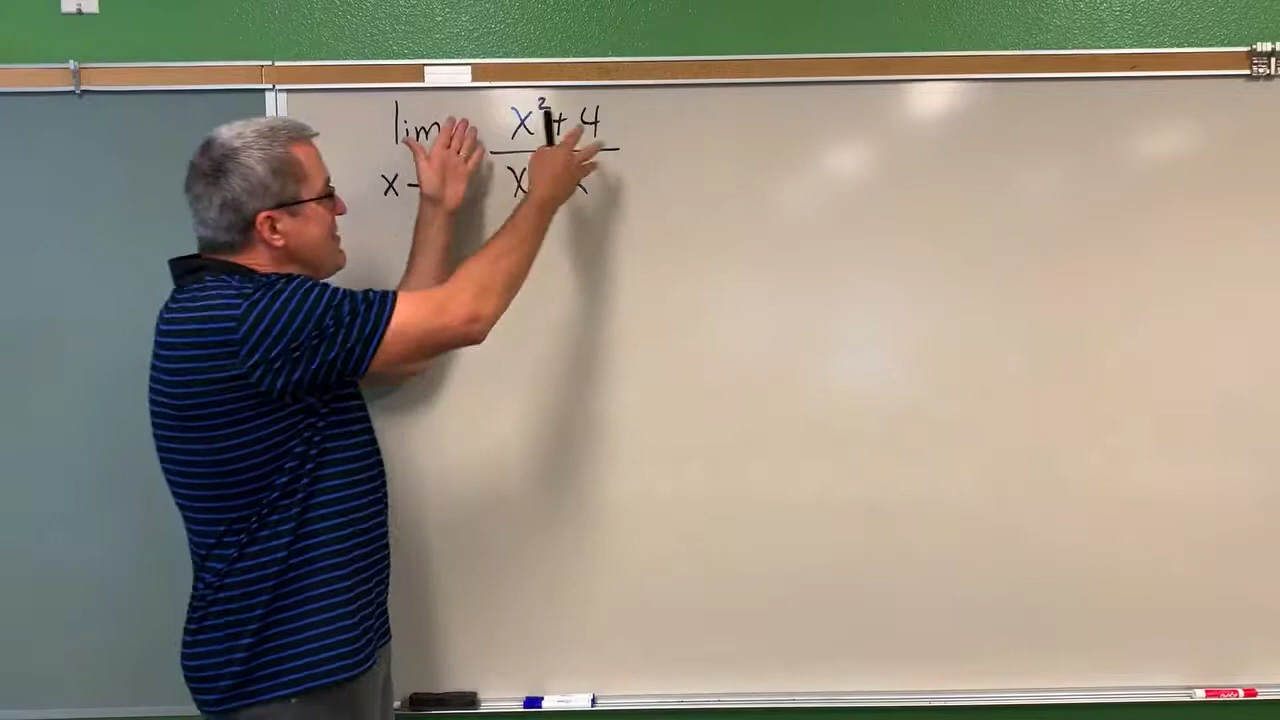 lim x² + 4
x - x